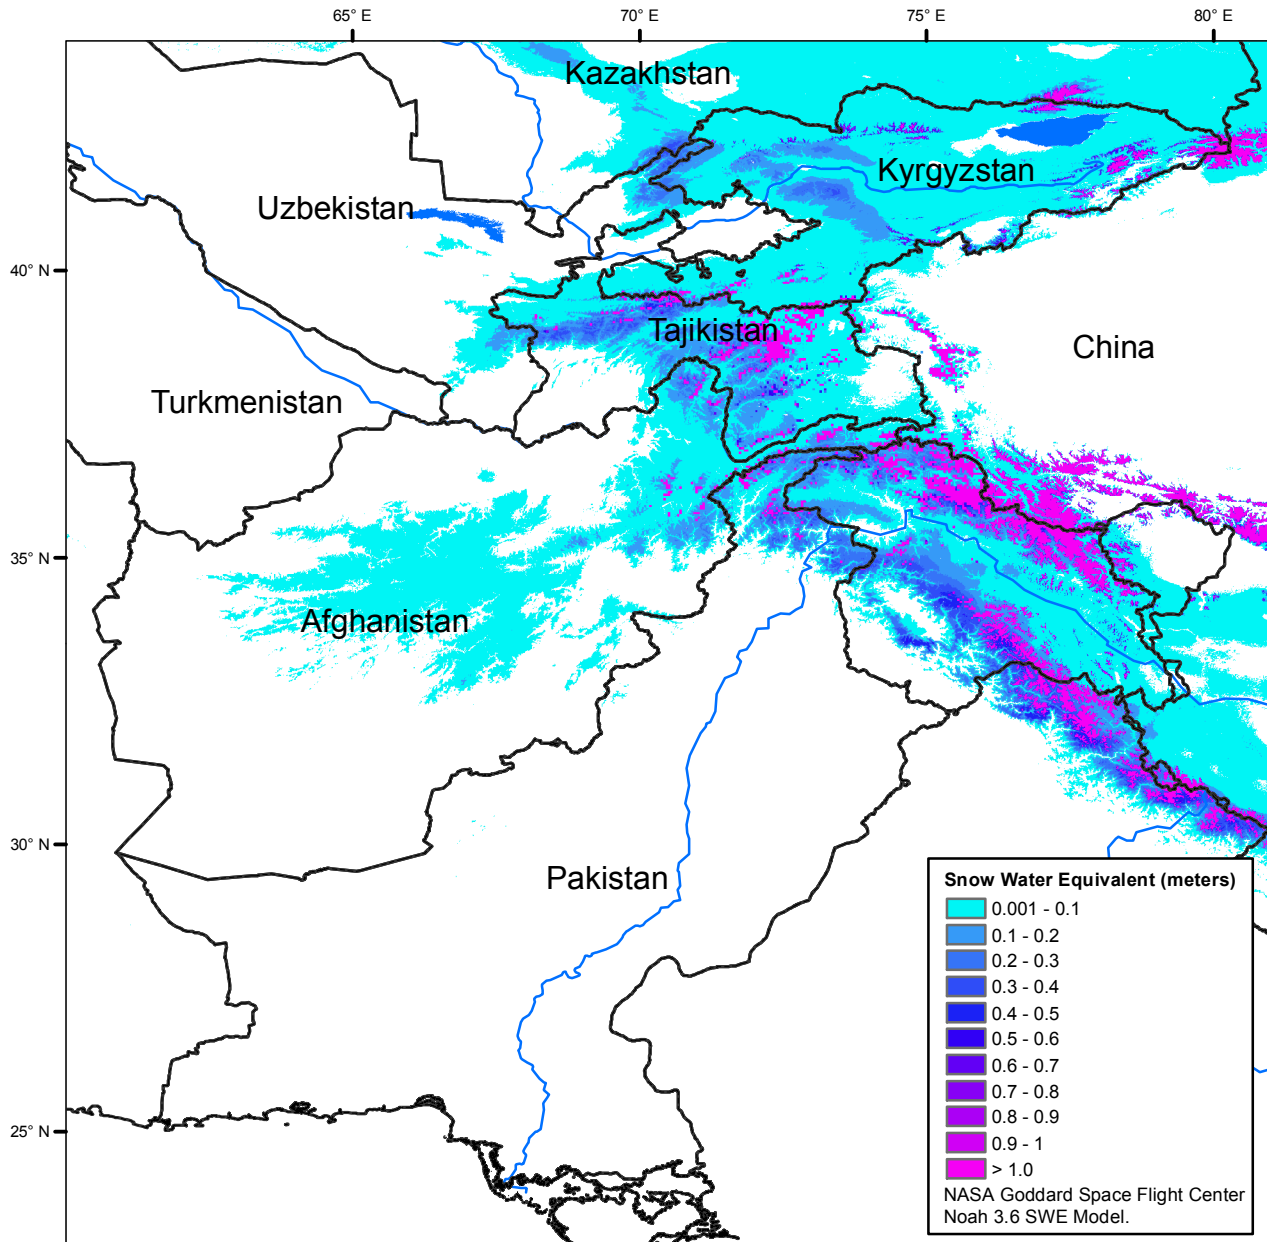 65° E
70° E
75° E
80° E
Kazakhstan
Kyrgyzstan
Uzbekistan
40° N
Tajikistan
China
Turkmenistan
35° N
Afghanistan
30° N
Pakistan
25° N
Snow Water Equivalent (meters)
0.001 - 0.1
0.1 - 0.2
0.2 - 0.3
0.3 - 0.4
0.4 - 0.5
0.5 - 0.6
0.6 - 0.7
0.7 - 0.8
0.8 - 0.9
0.9 - 1
> 1.0
NASA Goddard Space Flight Center
Noah 3.6 SWE Model.